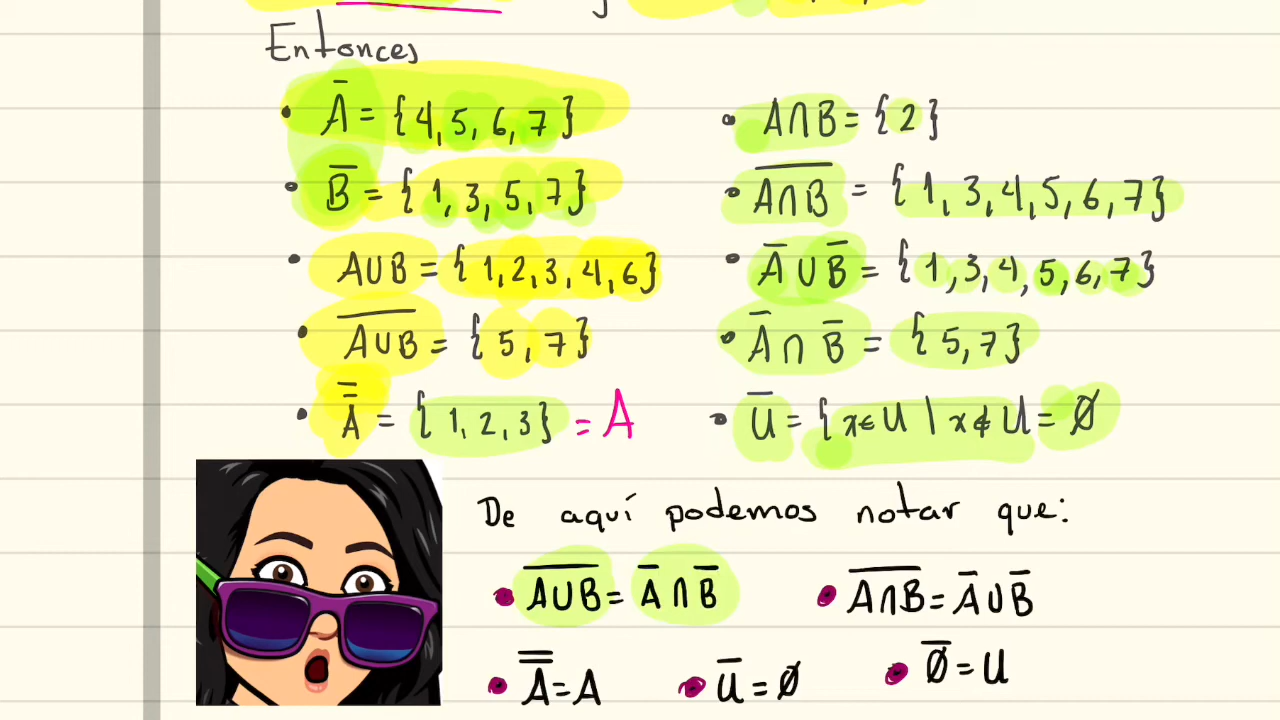 Entonces
• A̅ = {4, 5, 6, 7}
• B̅ = {1, 3, 5, 7}
• A∪B = {1, 2, 3, 4, 6}
• A̅∪̅B̅ = {5, 7}
• A̿ = {1, 2, 3} = A
• A∩B = {2}
• A̅∩̅B̅ = {1, 3, 4, 5, 6, 7}
• A̅ ∪ B̅ = {1, 3, 4, 5, 6, 7}
• A̅ ∩ B̅ = {5, 7}
• U̅ = {x∈U | x∉U = Ø
De aquí podemos notar que:
• A̅∪̅B̅ = A̅ ∩ B̅
• A̅∩̅B̅ = A̅ ∪ B̅
• A̿ = A
• U̅ = Ø
• Ø̅ = U